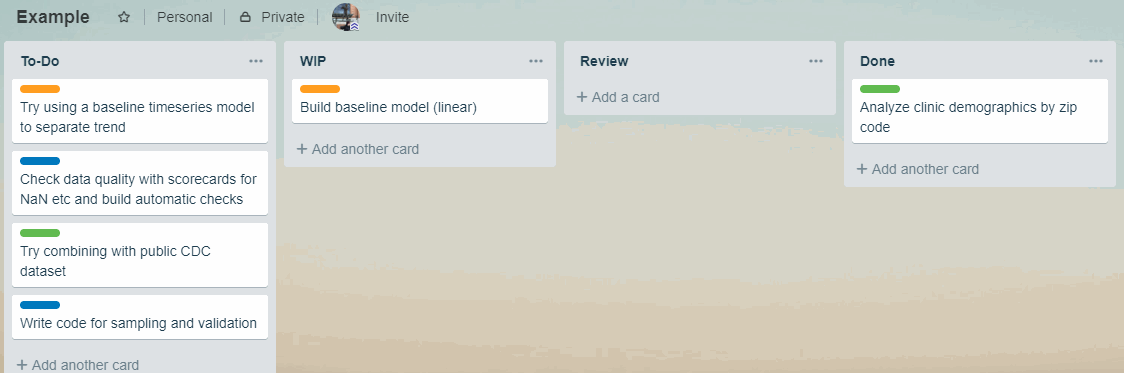 Example
Personal
Private
Invite
To-Do
Try using a baseline timeseries model
to separate trend
Check data quality with scorecards for
NaN etc and build automatic checks
Try combining with public CDC
dataset
Write code for sampling and validation
+ Add another card
WIP
Build baseline model (linear)
+ Add another card
Review
+ Add a card
Done
Analyze clinic demographics by zip
code
+ Add another card